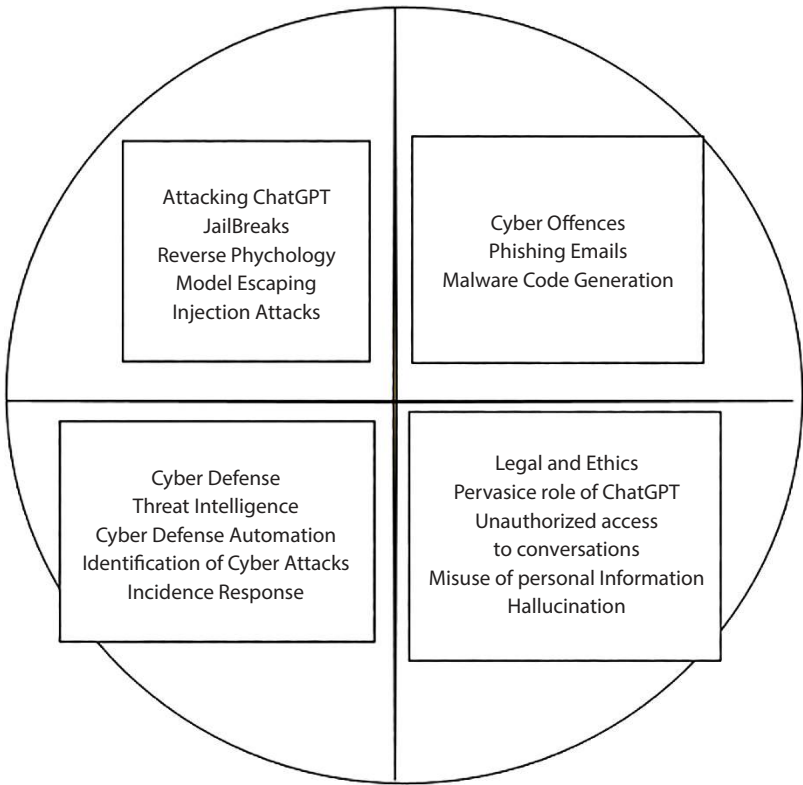 Attacking ChatGPT
JailBreaks
Reverse Phychology
Model Escaping
Injection Attacks
Cyber Offences
Phishing Emails
Malware Code Generation
Cyber Defense
Threat Intelligence
Cyber Defense Automation
Identification of Cyber Attacks
Incidence Response
Legal and Ethics
Pervasice role of ChatGPT
Unauthorized access
to conversations
Misuse of personal Information
Hallucination